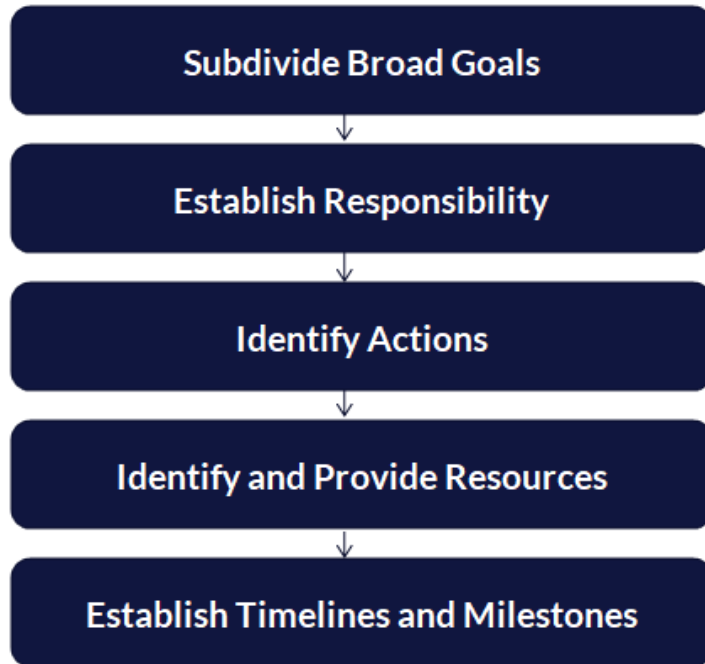 Subdivide Broad Goals
Establish Responsibility
Identify Actions
Identify and Provide Resources
Establish Timelines and Milestones